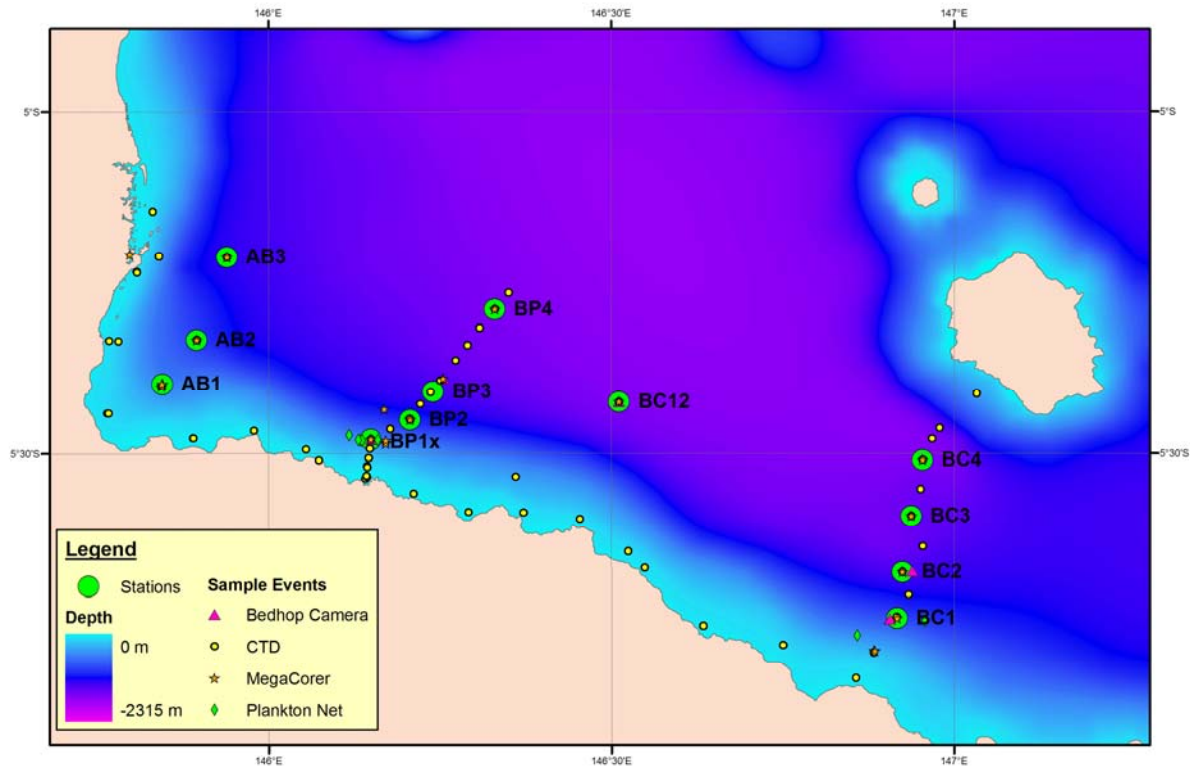 146°E 146°30'E 147°E
5°S 5°S
AB3
BP4
AB2
AB1
BP3
BC12
BP2
BP1x
5°30'S 5°30'S
BC4
BC3
BC2
BC1
Legend
Stations
Sample Events
Depth
Bedhop Camera
0 m
CTD
MegaCorer
-2315 m
Plankton Net
146°E 146°30'E 147°E